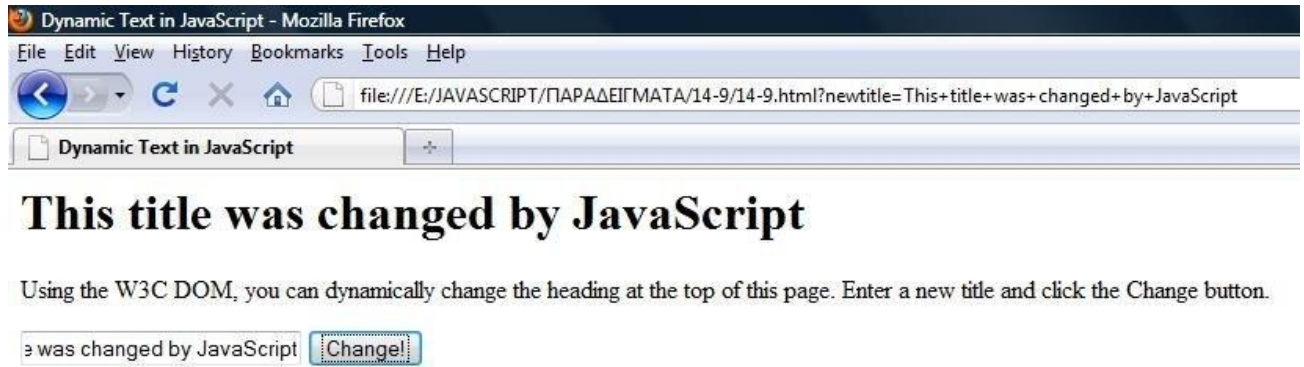 Dynamic Text in JavaScript - Mozilla Firefox
File Edit View History Bookmarks Tools Help
file:///E:/JAVASCRIPT/ΠΑΡΑΔΕΙΓΜΑΤΑ/14-9/14-9.html?newtitle=This+title+was+changed+by+JavaScript
Dynamic Text in JavaScript
This title was changed by JavaScript
Using the W3C DOM, you can dynamically change the heading at the top of this page. Enter a new title and click the Change button.
e was changed by JavaScript Change!